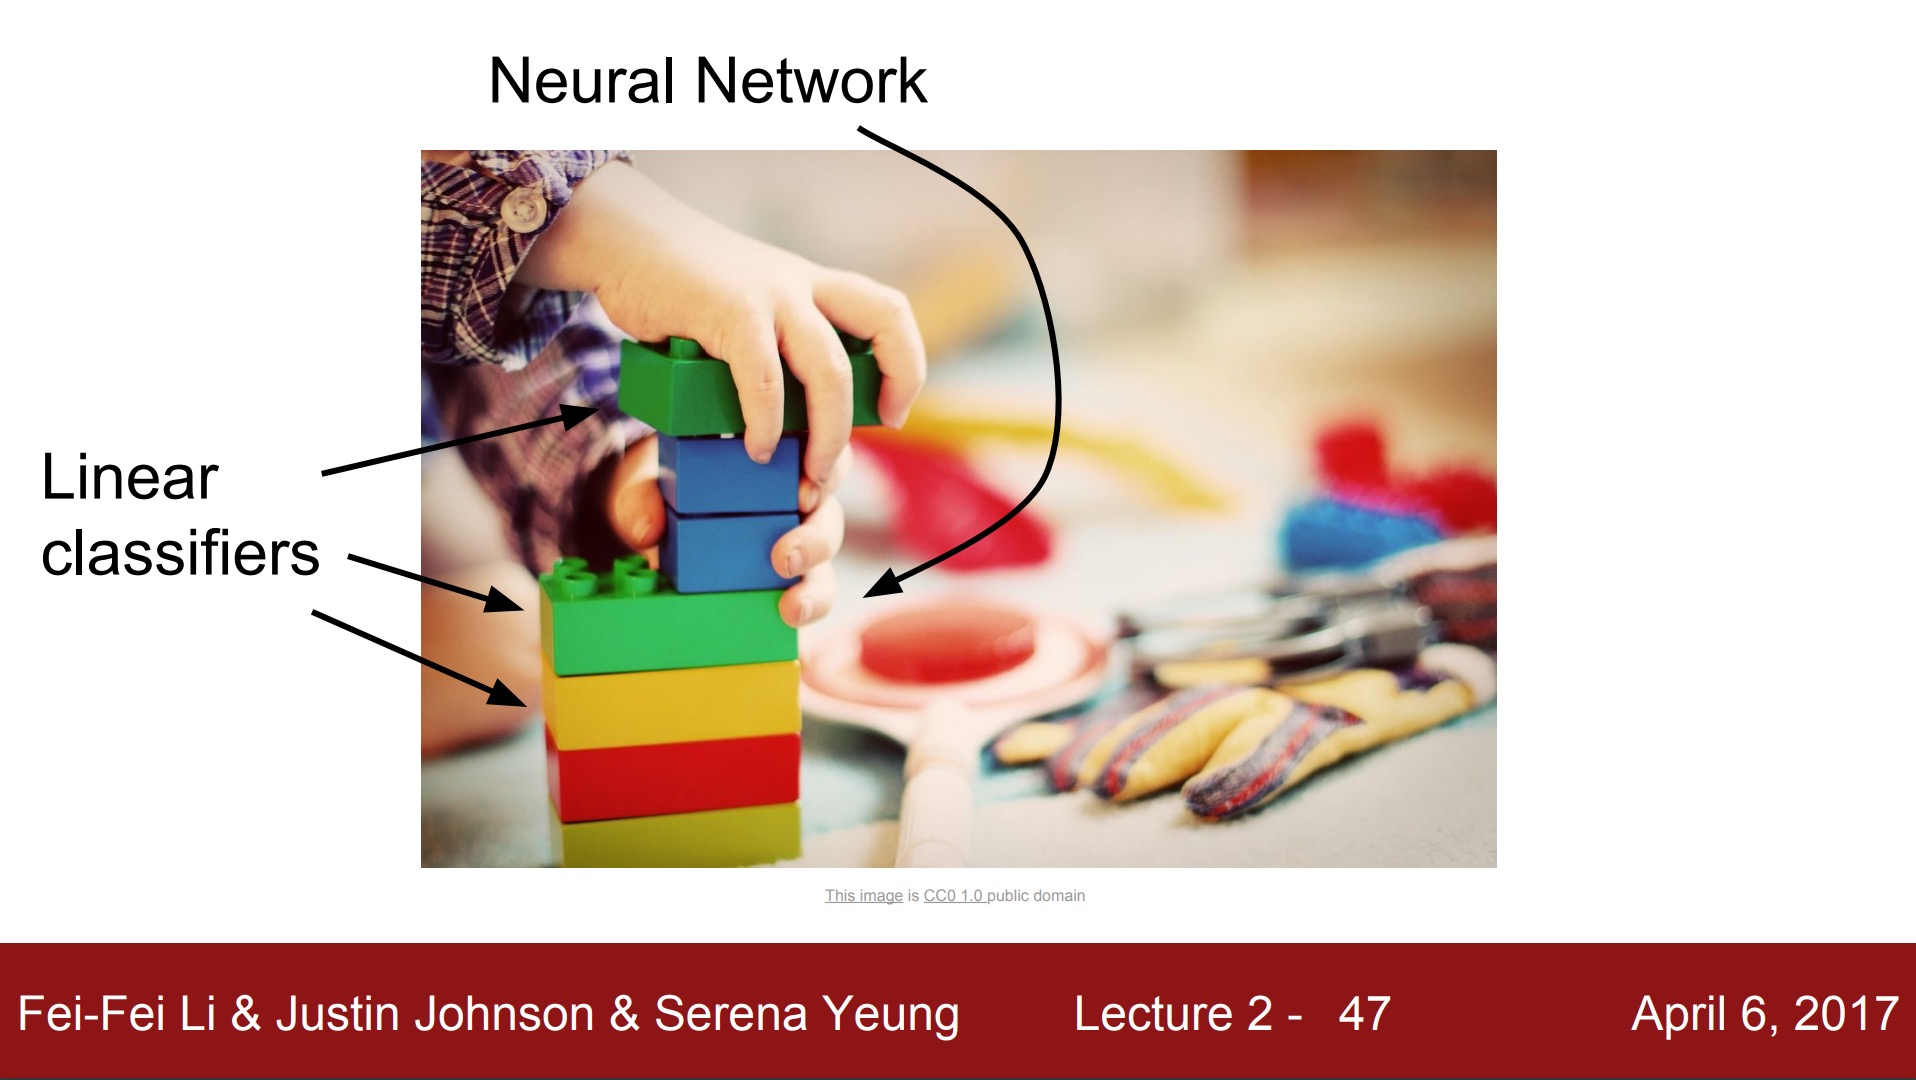 Neural Network
Linear
classifiers
This image is CC0 1.0 public domain
Fei-Fei Li & Justin Johnson & Serena Yeung Lecture 2 - 47 April 6, 2017